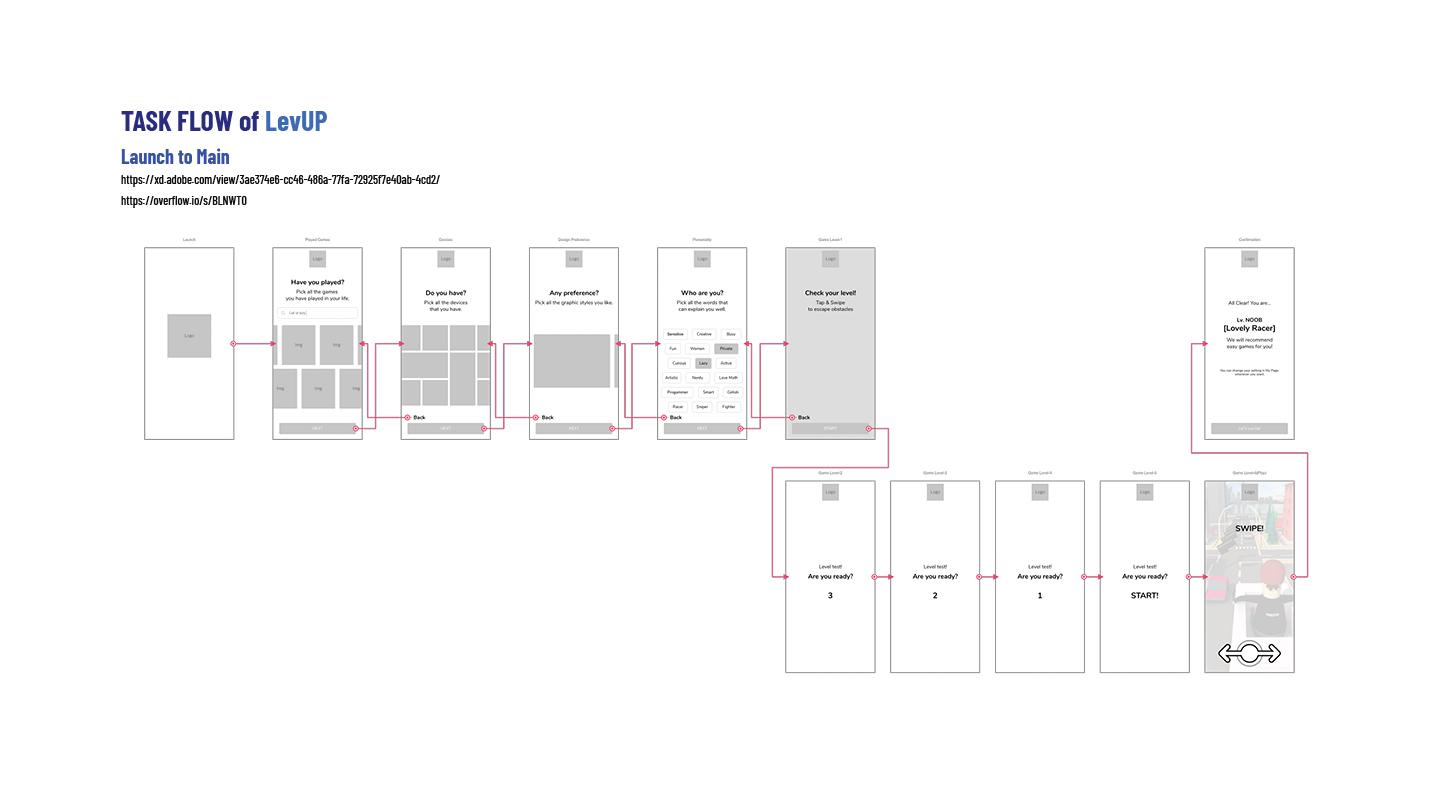 TASK FLOW of LevUP
Launch to Main
https://xd.adobe.com/view/3ae374e6-cc46-486a-77fa-72925f7e40ab-4cd2/
https://overflow.io/s/BLNWTO
Launch
Logo
Played Games
Logo
Have you played?
Pick all the games
you have played in your life.
Img
Img
Img
Img
Img
NEXT
Devices
Logo
Do you have?
Pick all the devices
that you have.
Back
NEXT
Design Preference
Logo
Any preference?
Pick all the graphic styles you like.
Back
NEXT
Personality
Logo
Who are you?
Pick all the words that
can explain you well.
Sensitive Creative Busy
Fun Woman Private
Curious Lazy Active
Artistic Nerdy Love Math
Progammer Smart Girlish
Racer Sniper Fighter
Back
NEXT
Game Level-1
Logo
Check your level!
Tap & Swipe
to escape obstacles
Back
START
Game Level-2
Logo
Level test!
Are you ready?
3
Game Level-3
Logo
Level test!
Are you ready?
2
Game Level-4
Logo
Level test!
Are you ready?
1
Game Level-5
Logo
Level test!
Are you ready?
START!
Game Level-6(Play)
Logo
SWIPE!
Confirmation
Logo
All Clear! You are...
Lv. NOOB
[Lovely Racer]
We will recommend
easy games for you!
You can change your setting in My Page
whenever you want.